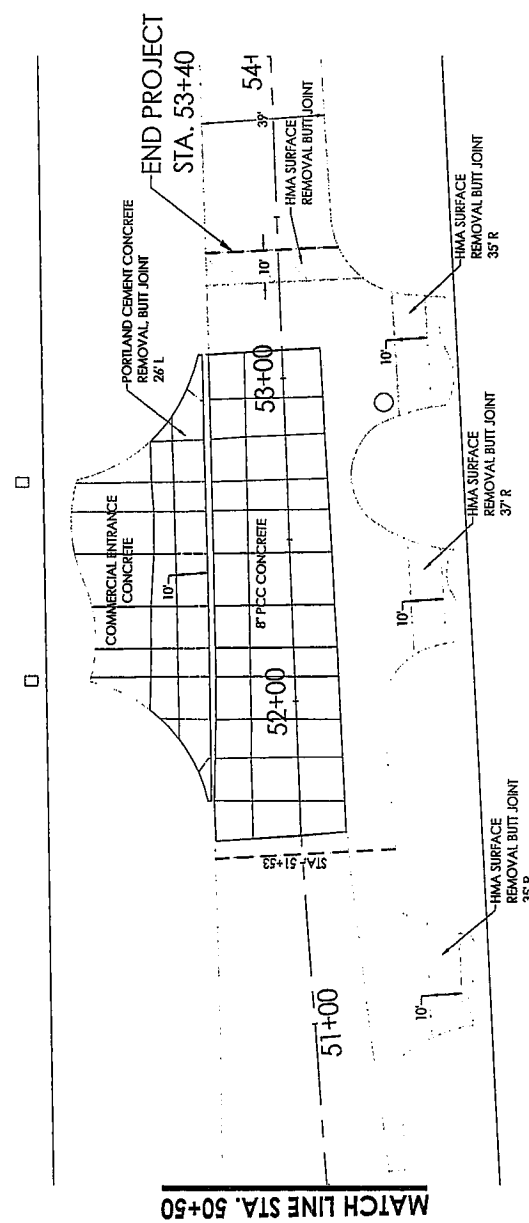 END PROJECT
STA. 53+40
54+
39'
HMA SURFACE
REMOVAL BUTT JOINT
10'
PORTLAND CEMENT CONCRETE
REMOVAL, BUTT JOINT
26' L
53+00
COMMERCIAL ENTRANCE
CONCRETE
10'
8" PCC CONCRETE
52+00
STA. 51+53
51+00
HMA SURFACE
REMOVAL BUTT JOINT
35' R
10'
HMA SURFACE
REMOVAL BUTT JOINT
37' R
10'
HMA SURFACE
REMOVAL BUTT JOINT
10'
MATCH LINE STA. 50+50